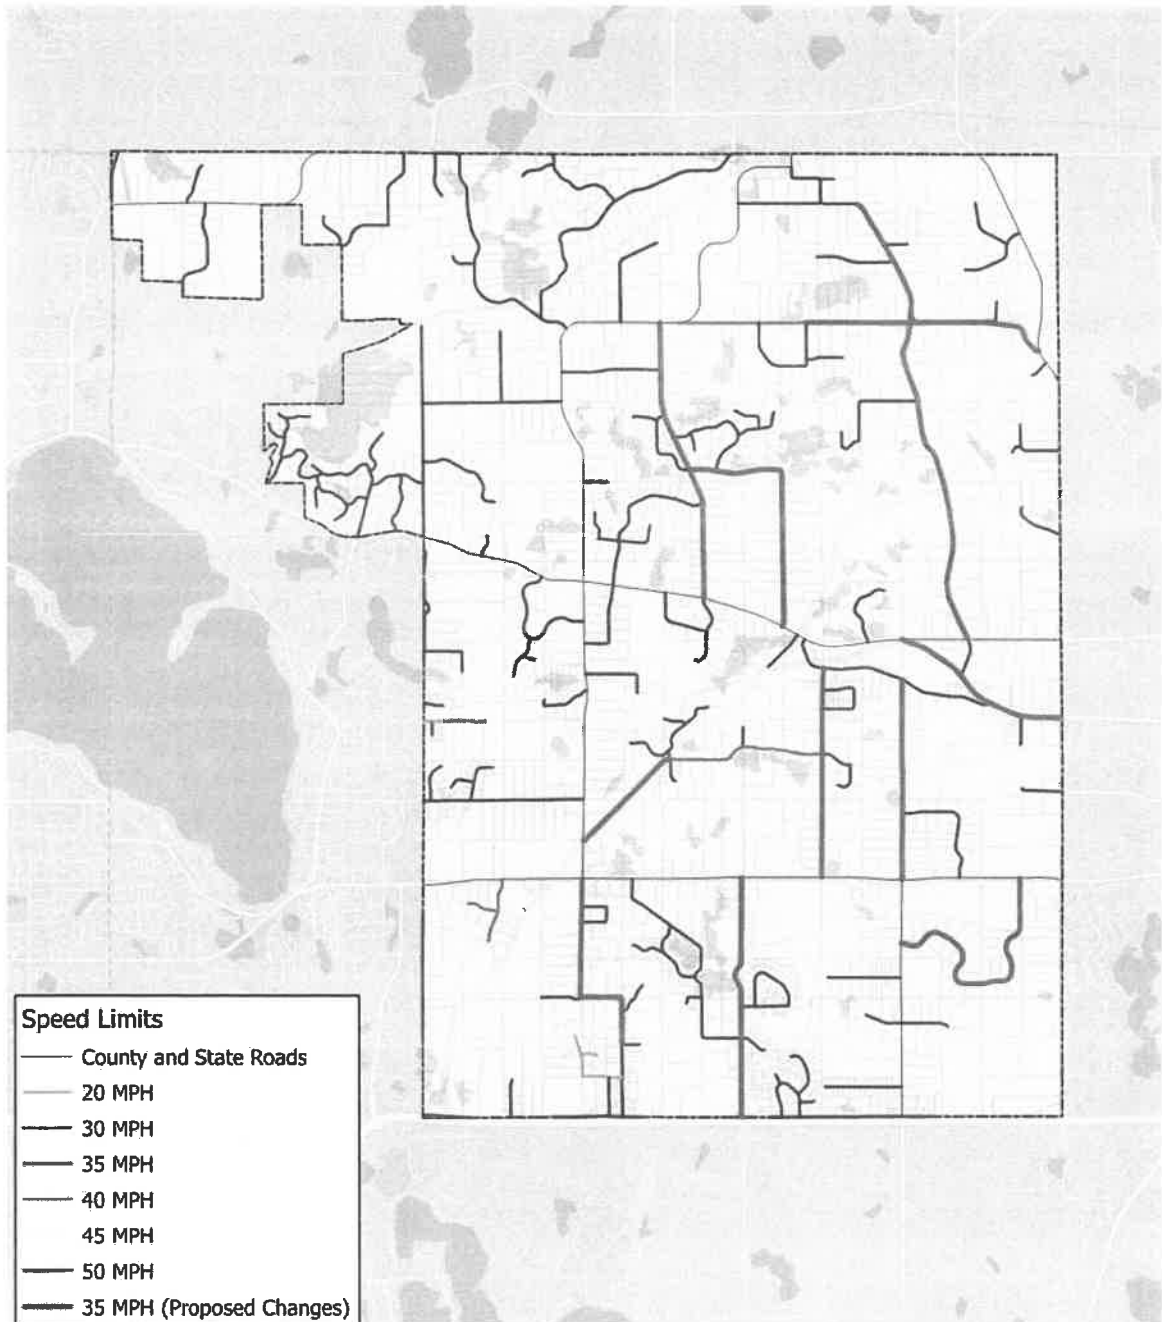 Speed Limits
County and State Roads
20 MPH
30 MPH
35 MPH
40 MPH
45 MPH
50 MPH
35 MPH (Proposed Changes)